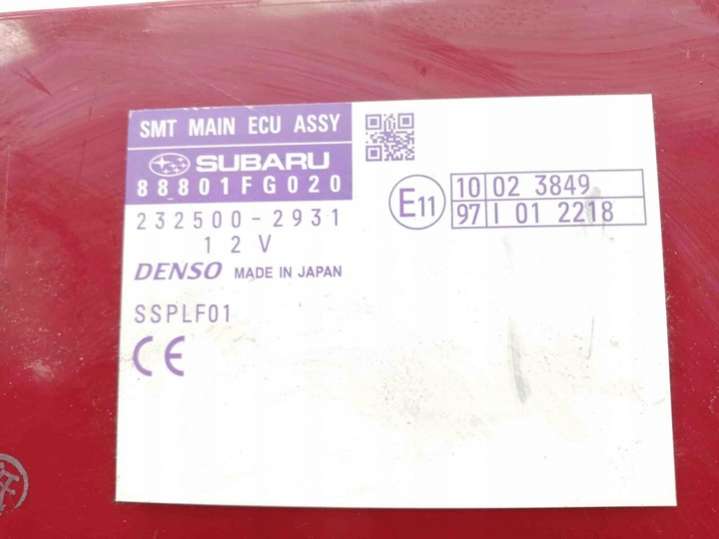 SMT MAIN ECU ASSY
SUBARU
88801FG020
232500-2931
12V
DENSO MADE IN JAPAN
SSPLF01
CE
E11
10 02 3849
97 I 01 2218